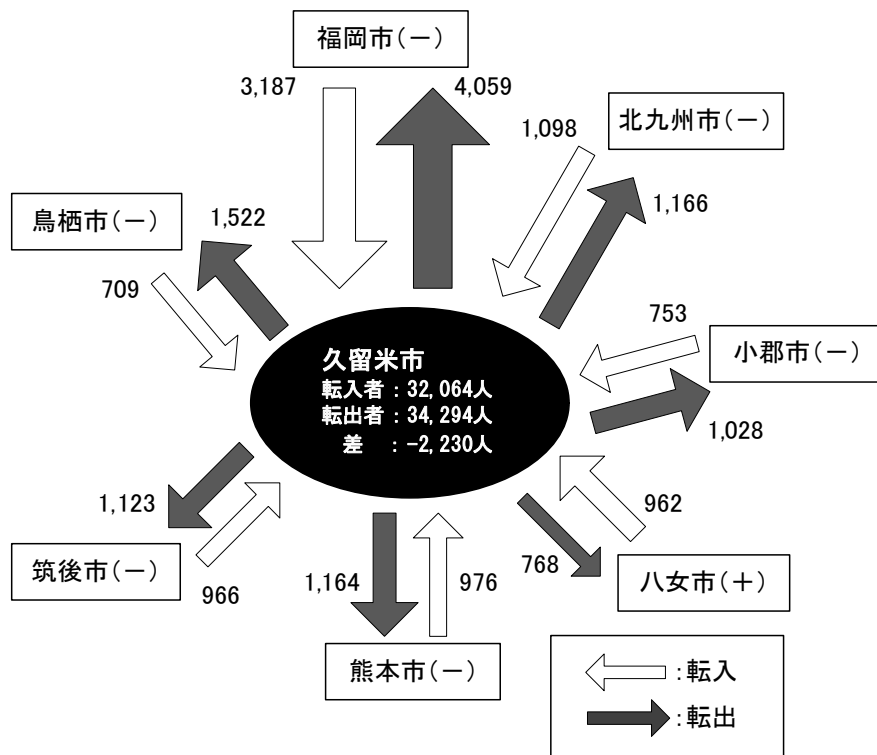 福岡市(－)
3,187
4,059
北九州市(－)
1,098
1,166
鳥栖市(－)
1,522
709
753
小郡市(－)
1,028
久留米市
転入者：32,064人
転出者：34,294人
差　：-2,230人
1,123
筑後市(－)
966
962
768
八女市(＋)
1,164
976
熊本市(－)
：転入
：転出